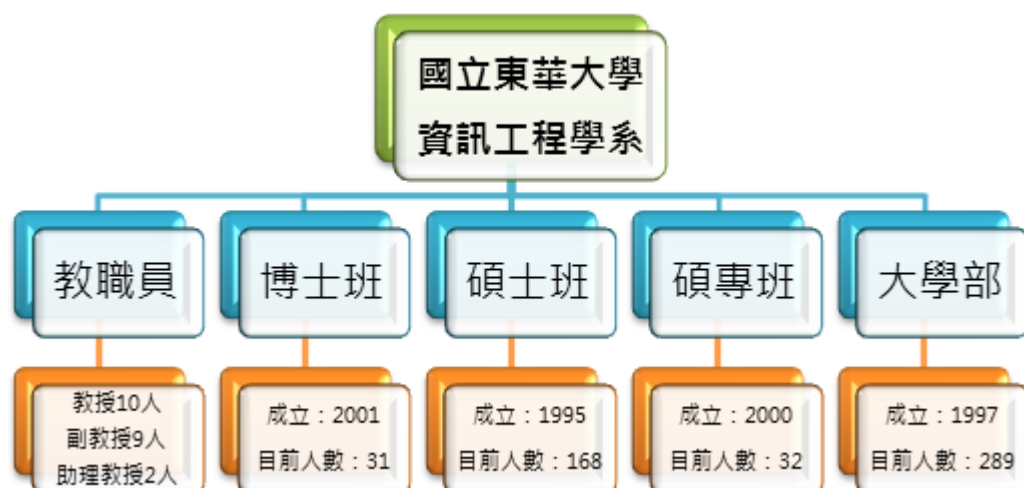 國立東華大學
資訊工程學系
教職員
博士班
碩士班
碩專班
大學部
教授10人
副教授9人
助理教授2人
成立：2001
目前人數：31
成立：1995
目前人數：168
成立：2000
目前人數：32
成立：1997
目前人數：289